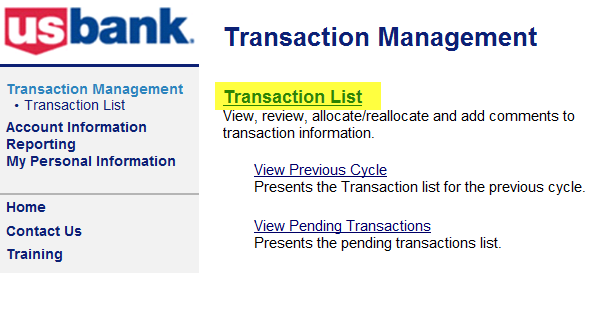 usbank.
Transaction Management
Transaction Management
• Transaction List
Account Information
Reporting
My Personal Information
Home
Contact Us
Training
Transaction List
View, review, allocate/reallocate and add comments to
transaction information.
View Previous Cycle
Presents the Transaction list for the previous cycle.
View Pending Transactions
Presents the pending transactions list.